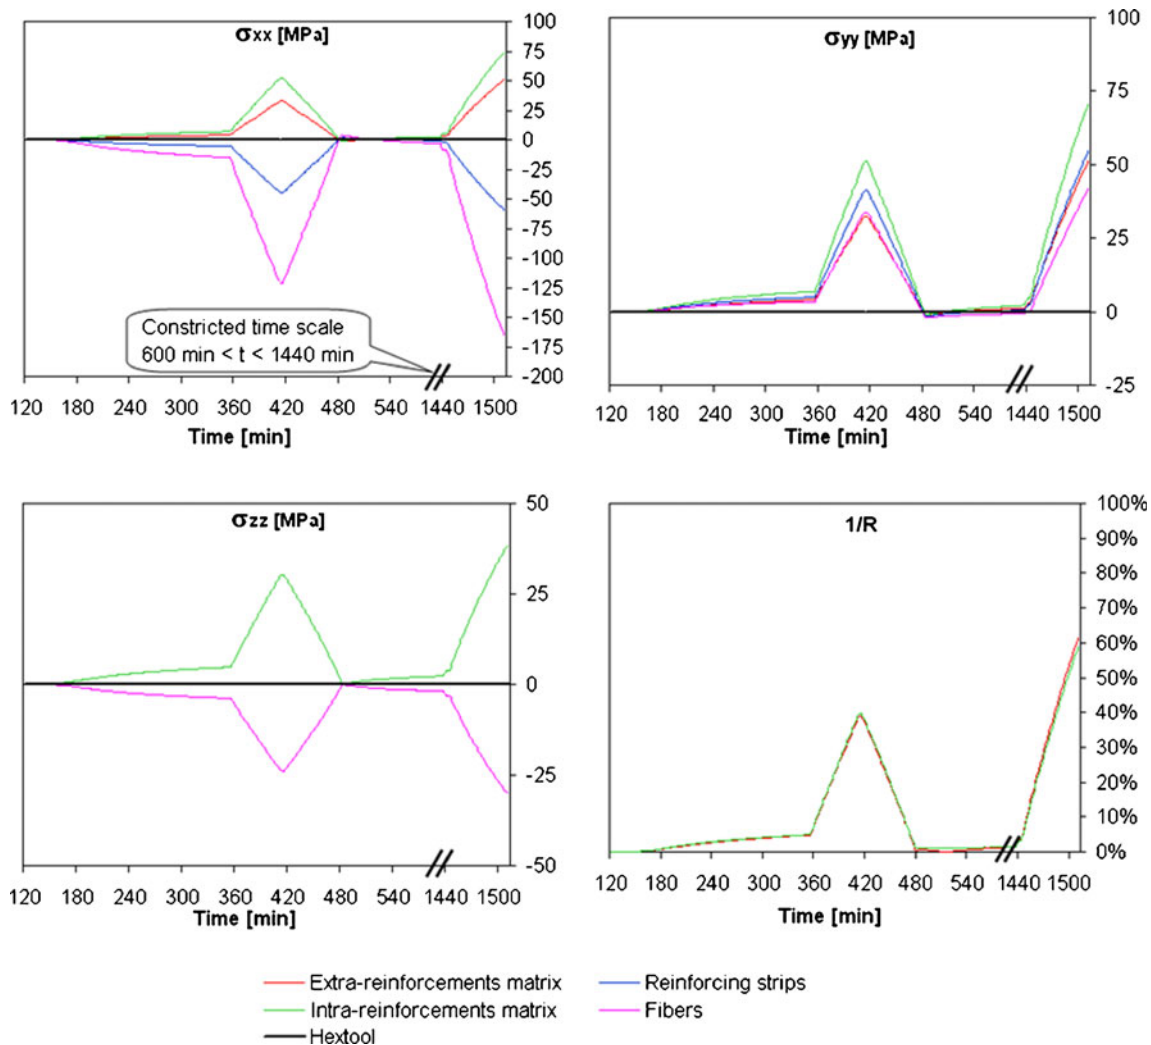 σxx [MPa]
100
75
50
25
0
-25
-50
-75
-100
-125
-150
-175
-200
Constricted time scale
600 min < t < 1440 min
120 180 240 300 360 420 480 540 1440 1500
Time [min]
σyy [MPa]
100
75
50
25
0
-25
120 180 240 300 360 420 480 540 1440 1500
Time [min]
σzz [MPa]
50
25
0
-25
-50
120 180 240 300 360 420 480 540 1440 1500
Time [min]
1/R
100%
90%
80%
70%
60%
50%
40%
30%
20%
10%
0%
120 180 240 300 360 420 480 540 1440 1500
Time [min]
Extra-reinforcements matrix
Reinforcing strips
Intra-reinforcements matrix
Fibers
Hextool